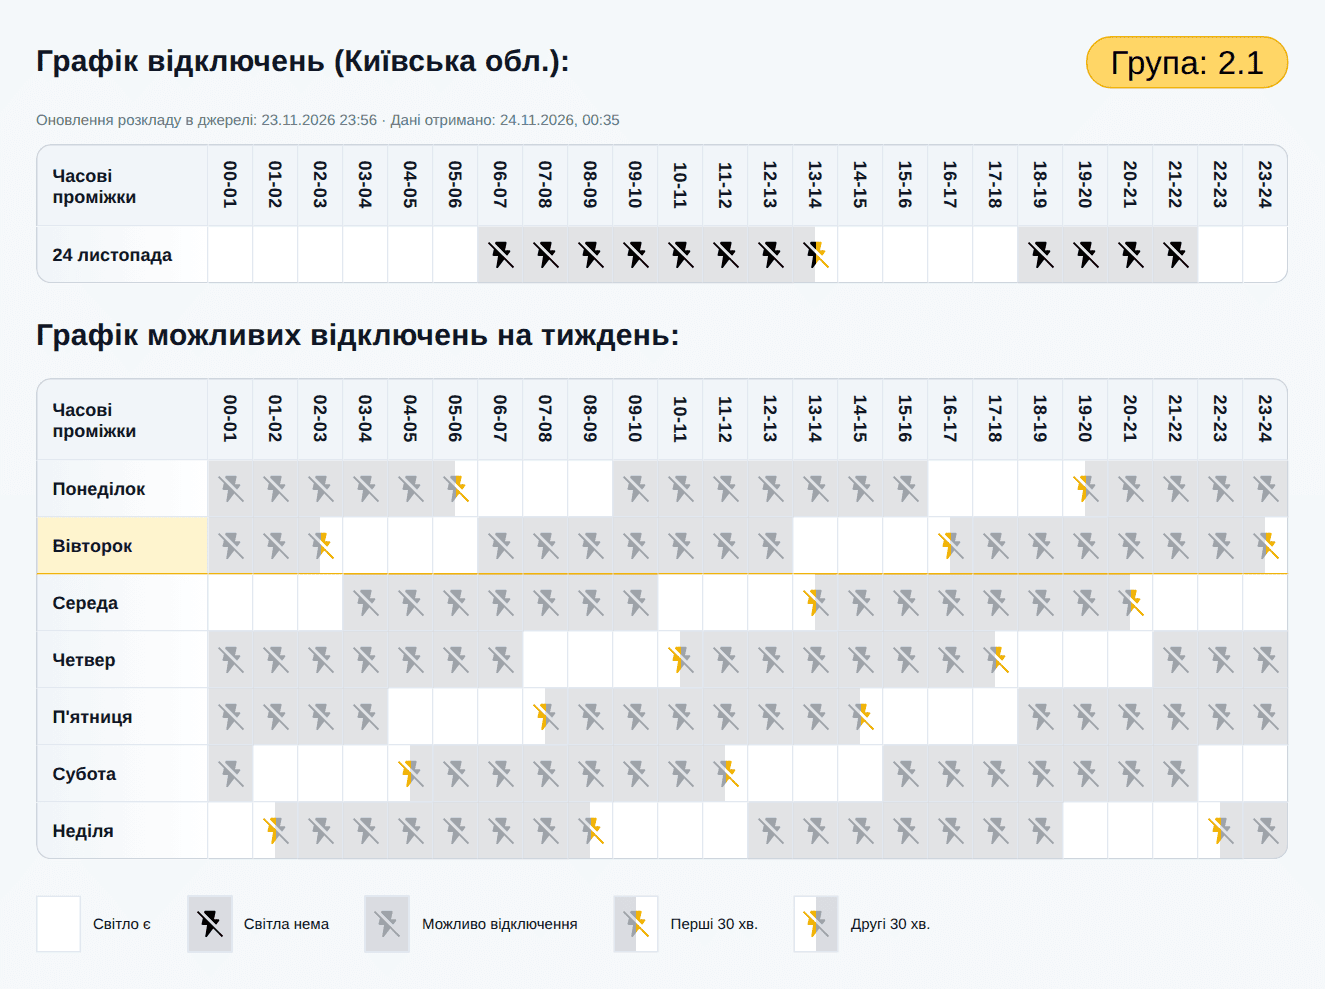 Графік відключень (Київська обл.):
Група: 2.1
Оновлення розкладу в джерелі: 23.11.2026 23:56 · Дані отримано: 24.11.2026, 00:35
Часові проміжки 00-01 01-02 02-03 03-04 04-05 05-06 06-07 07-08 08-09 09-10 10-11 11-12 12-13 13-14 14-15 15-16 16-17 17-18 18-19 19-20 20-21 21-22 22-23 23-24
24 листопада
Графік можливих відключень на тиждень:
Часові проміжки 00-01 01-02 02-03 03-04 04-05 05-06 06-07 07-08 08-09 09-10 10-11 11-12 12-13 13-14 14-15 15-16 16-17 17-18 18-19 19-20 20-21 21-22 22-23 23-24
Понеділок
Вівторок
Середа
Четвер
П'ятниця
Субота
Неділя
Світло є Світла нема Можливо відключення Перші 30 хв. Другі 30 хв.